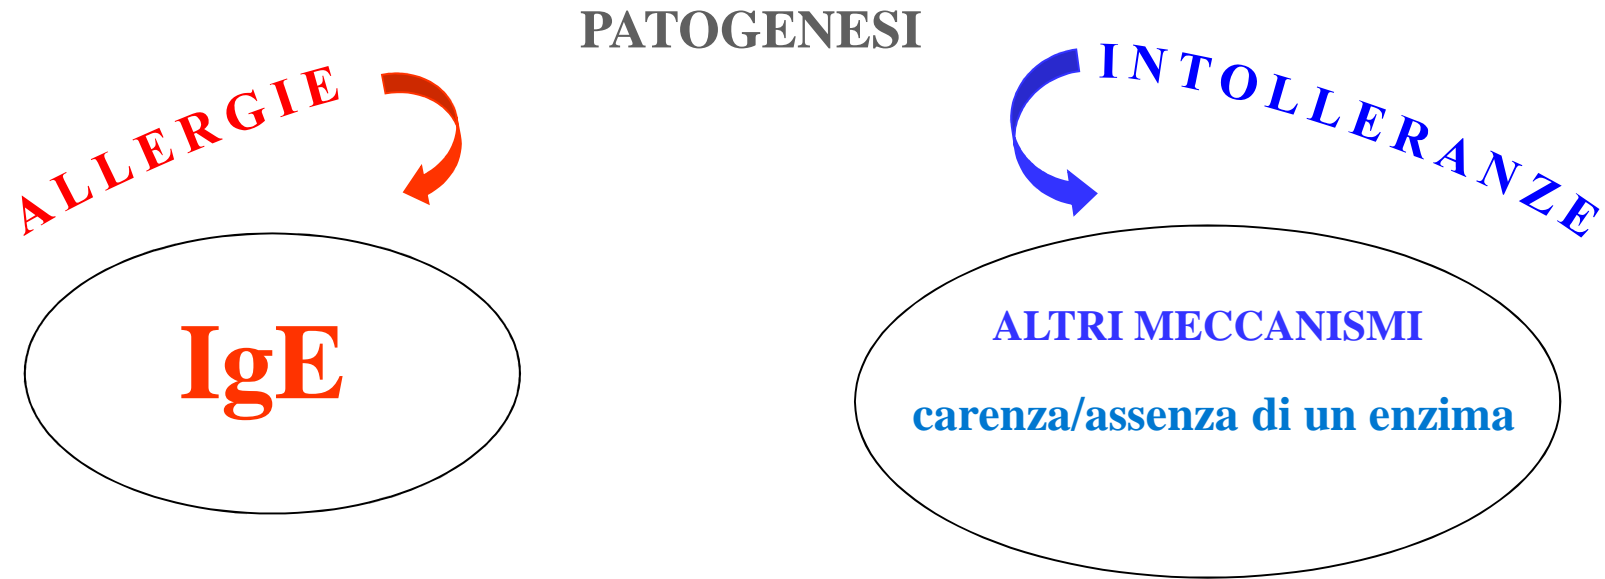 PATOGENESI
ALLERGIE
INTOLLERANZE
IgE
ALTRI MECCANISMI
carenza/assenza di un enzima